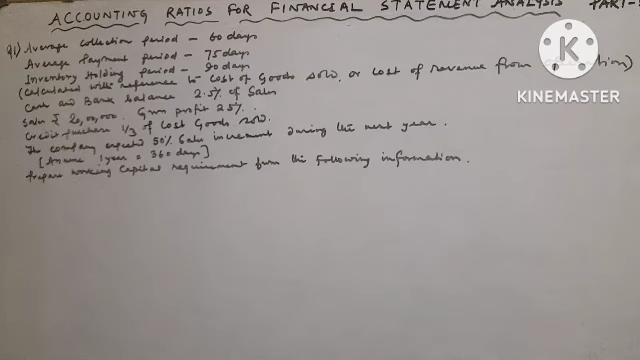 ACCOUNTING RATIOS FOR FINANCIAL STATEMENT ANALYSIS PART-
Q1) Average collection period - 60 days
Average Payment period - 75 days
Inventory Holding period - 90 days
(Calculated with reference to cost of Goods sold, or cost of revenue from
Cash and Bank balance 2.5% of Sales
Sales ₹ 20,00,000. Gross profit 25%.
Credit purchase 1/3 of cost Goods sold.
The company expected 50% Sales increment during the next year.
[Assume 1 year = 360 days]
Prepare working capital requirement from the following information.
KINEMASTER